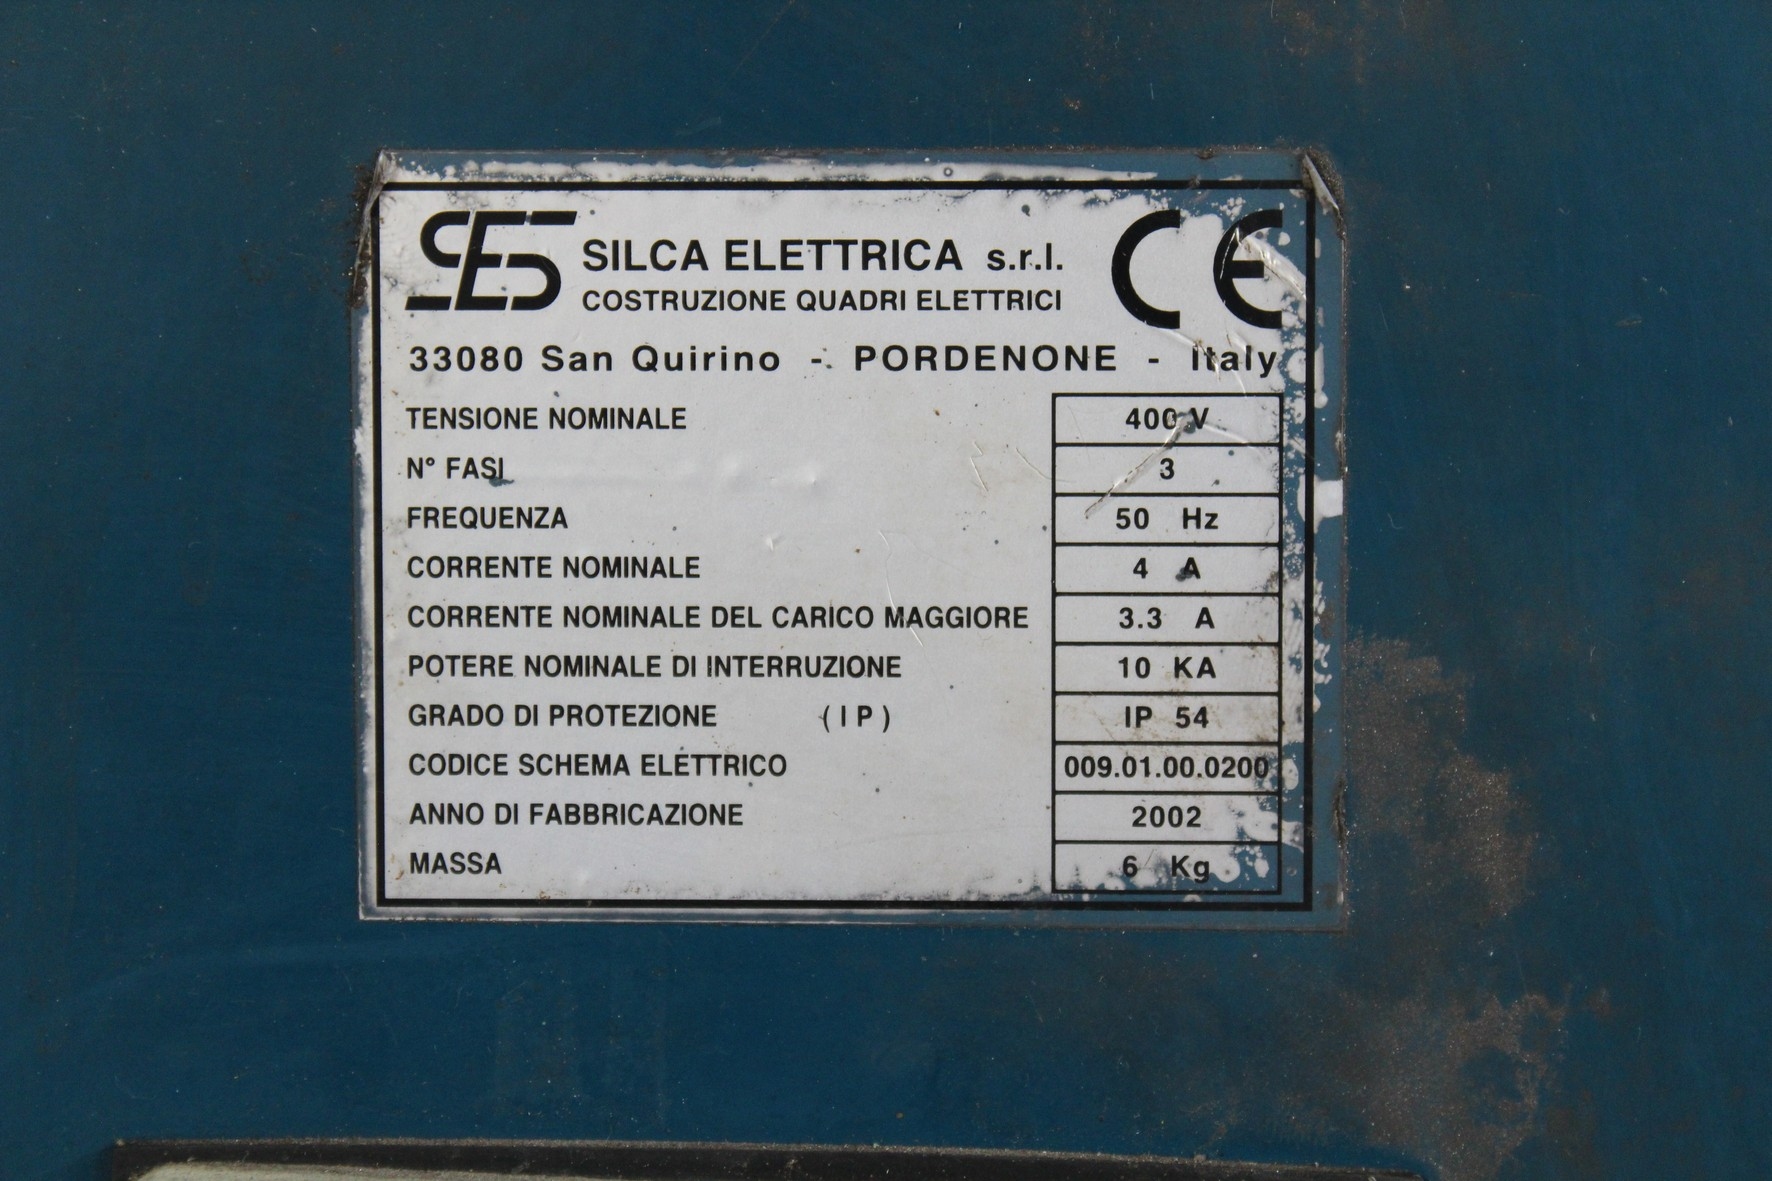 SES SILCA ELETTRICA s.r.l. CE
COSTRUZIONE QUADRI ELETTRICI
33080 San Quirino - PORDENONE - Italy
TENSIONE NOMINALE 400 V
N° FASI 3
FREQUENZA 50 Hz
CORRENTE NOMINALE 4 A
CORRENTE NOMINALE DEL CARICO MAGGIORE 3.3 A
POTERE NOMINALE DI INTERRUZIONE 10 KA
GRADO DI PROTEZIONE (IP) IP 54
CODICE SCHEMA ELETTRICO 009.01.00.0200
ANNO DI FABBRICAZIONE 2002
MASSA 6 Kg